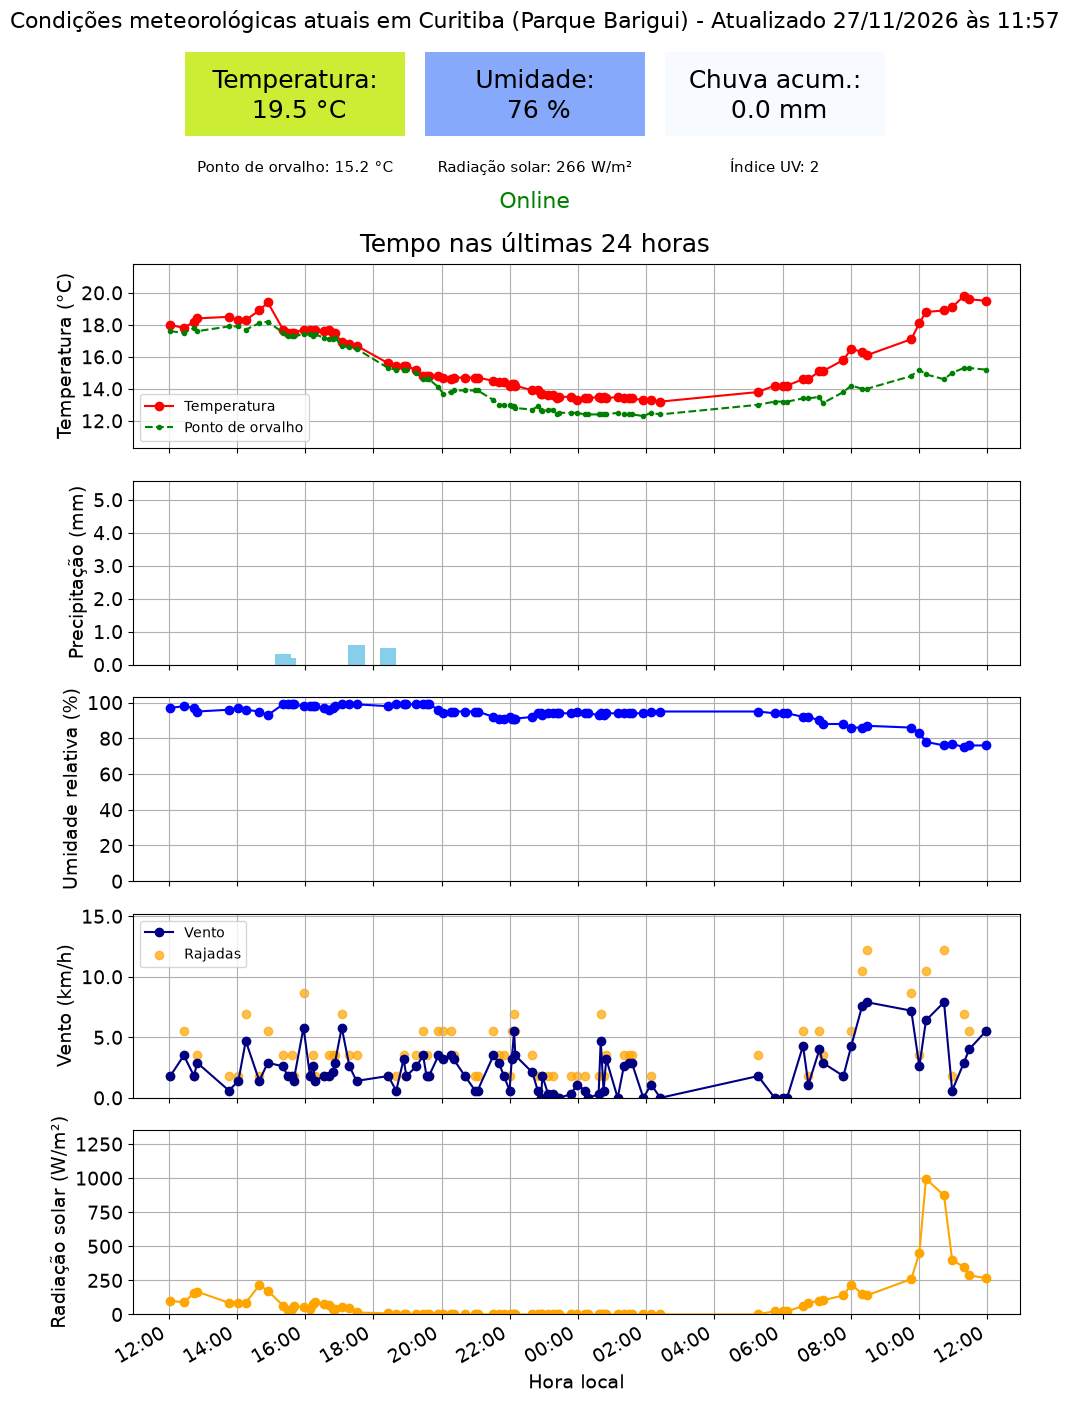 Condições meteorológicas atuais em Curitiba (Parque Barigui) - Atualizado 27/11/2026 às 11:57
Temperatura:
19.5 °C
Umidade:
76 %
Chuva acum.:
0.0 mm
Ponto de orvalho: 15.2 °C
Radiação solar: 266 W/m²
Índice UV: 2
Online
Tempo nas últimas 24 horas
Temperatura (°C)
20.0
18.0
16.0
14.0
12.0
Temperatura
Ponto de orvalho
Precipitação (mm)
5.0
4.0
3.0
2.0
1.0
0.0
Umidade relativa (%)
100
80
60
40
20
0
Vento (km/h)
15.0
10.0
5.0
0.0
Vento
Rajadas
Radiação solar (W/m²)
1250
1000
750
500
250
0
12:00
14:00
16:00
18:00
20:00
22:00
00:00
02:00
04:00
06:00
08:00
10:00
12:00
Hora local